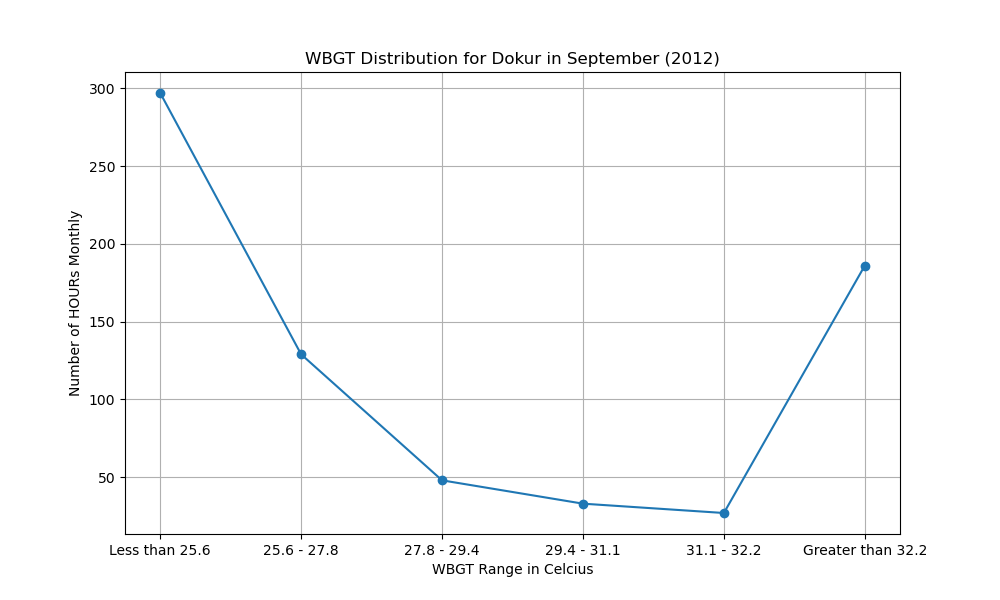 WBGT Distribution for Dokur in September (2012)
Number of HOURs Monthly
300
250
200
150
100
50
Less than 25.6
25.6 - 27.8
27.8 - 29.4
29.4 - 31.1
31.1 - 32.2
Greater than 32.2
WBGT Range in Celcius